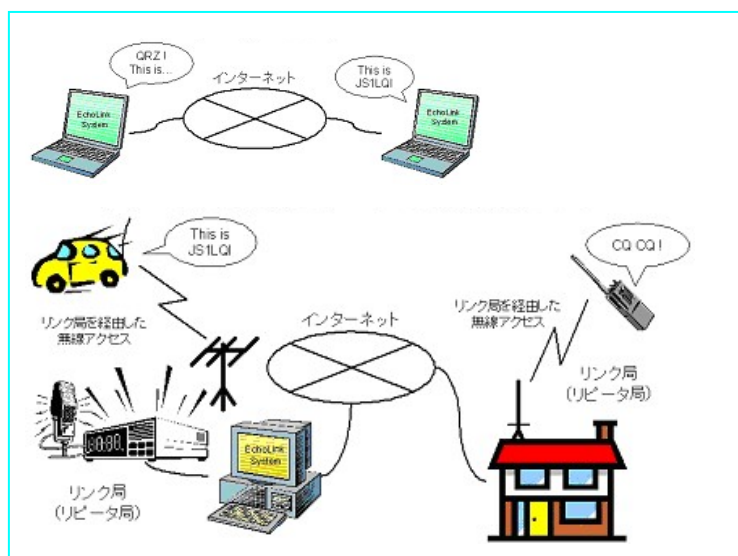 QRZ!
This is...
インターネット
This is
JS1LQI
EchoLink
System
EchoLink
System
This is
JS1LQI
CQ CQ!
リンク局を経由した
無線アクセス
インターネット
リンク局を経由した
無線アクセス
リンク局
(リピータ局)
EchoLink
System
リンク局
(リピータ局)